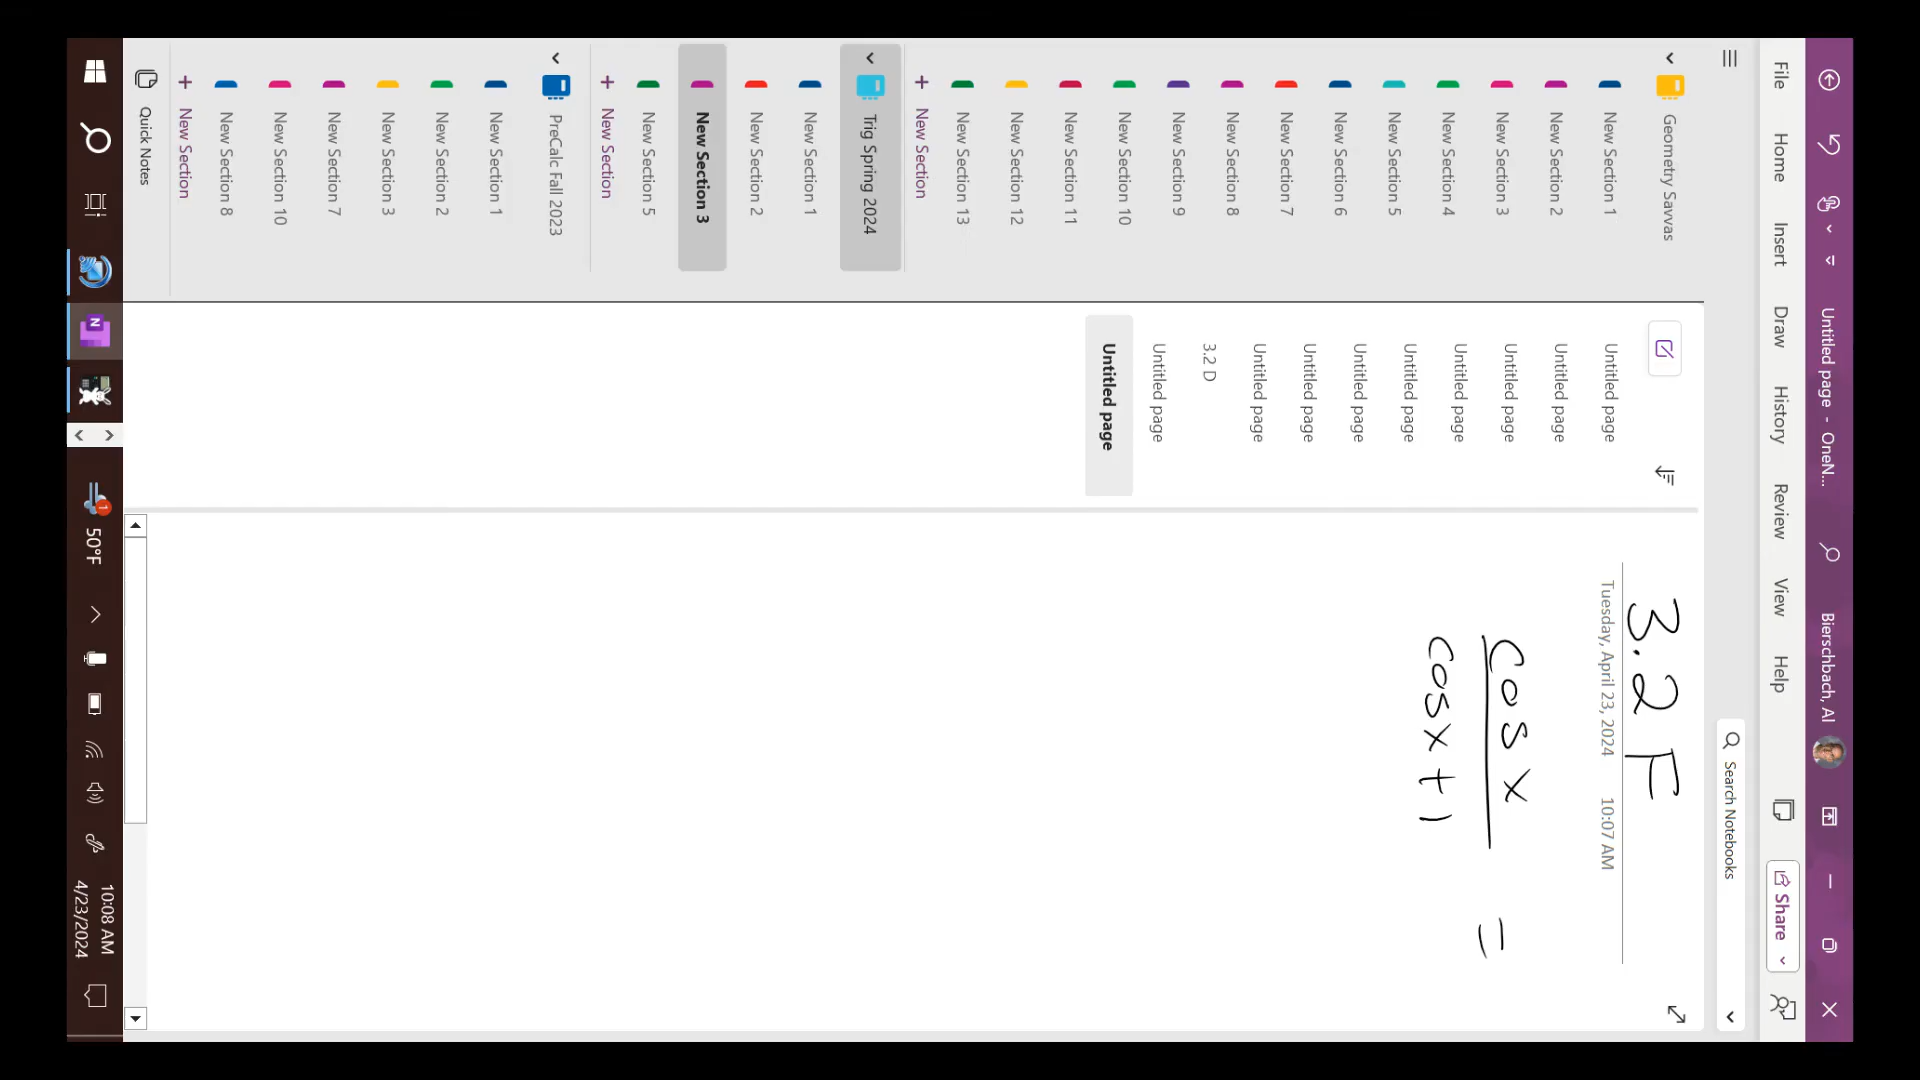 Untitled page - OneN...
Bierschbach, Al
File Home Insert Draw History Review View Help
Share
Search Notebooks
Geometry Savvas
New Section 1
New Section 2
New Section 3
New Section 4
New Section 5
New Section 6
New Section 7
New Section 8
New Section 9
New Section 10
New Section 11
New Section 12
New Section 13
+ New Section
Trig Spring 2024
New Section 1
New Section 2
New Section 3
New Section 5
+ New Section
PreCalc Fall 2023
New Section 1
New Section 2
New Section 3
New Section 7
New Section 10
New Section 8
+ New Section
Quick Notes
Untitled page
Untitled page
Untitled page
Untitled page
Untitled page
Untitled page
Untitled page
Untitled page
3.2 D
Untitled page
Untitled page
3.2 F
Tuesday, April 23, 2024 10:07 AM
cos x =
cos x + 1
N
1
50°F
10:08 AM
4/23/2024